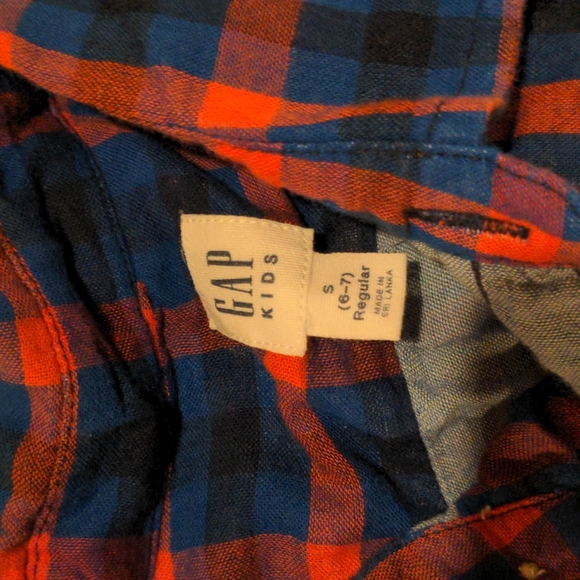 GAP
KIDS
S
(6-7)
Regular
MADE IN
SRI LANKA